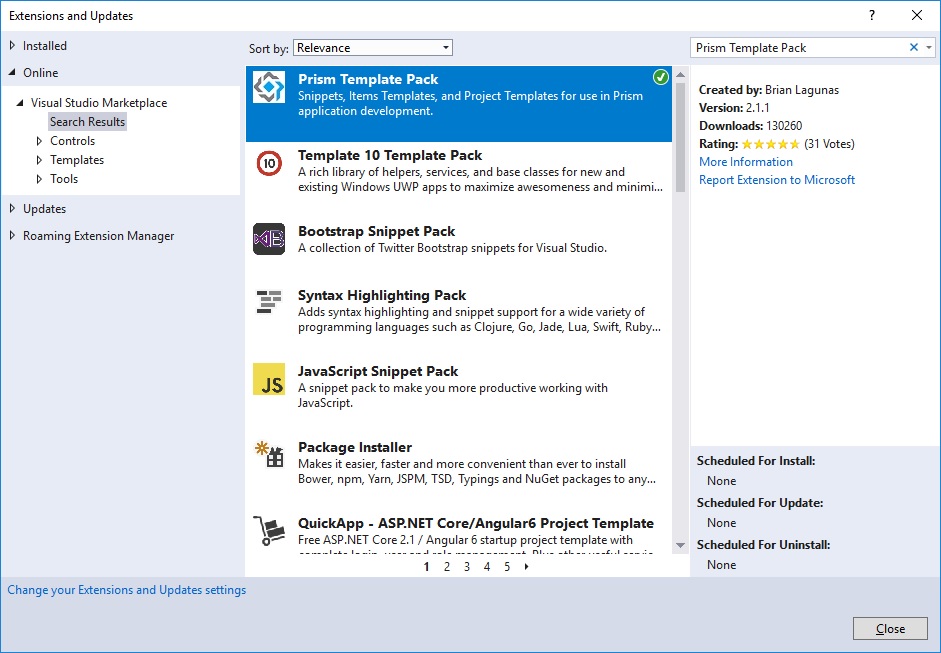 Extensions and Updates
?
Installed
Online
Visual Studio Marketplace
Search Results
Controls
Templates
Tools
Updates
Roaming Extension Manager
Sort by: Relevance
Prism Template Pack
Snippets, Items Templates, and Project Templates for use in Prism
application development.
10
Template 10 Template Pack
A rich library of helpers, services, and base classes for new and
existing Windows UWP apps to maximize awesomeness and minimi...
B
Bootstrap Snippet Pack
A collection of Twitter Bootstrap snippets for Visual Studio.
Syntax Highlighting Pack
Adds syntax highlighting and snippet support for a wide variety of
programming languages such as Clojure, Go, Jade, Lua, Swift, Ruby...
JS
JavaScript Snippet Pack
A snippet pack to make you more productive working with
JavaScript.
Package Installer
Makes it easier, faster and more convenient than ever to install
Bower, npm, Yarn, JSPM, TSD, Typings and NuGet packages to any...
QuickApp - ASP.NET Core/Angular6 Project Template
Free ASP.NET Core 2.1 / Angular 6 startup project template with
complete login, user and role management. Plus other useful servic...
1 2 3 4 5
Prism Template Pack
Created by: Brian Lagunas
Version: 2.1.1
Downloads: 130260
Rating: (31 Votes)
More Information
Report Extension to Microsoft
Scheduled For Install:
None
Scheduled For Update:
None
Scheduled For Uninstall:
None
Change your Extensions and Updates settings
Close